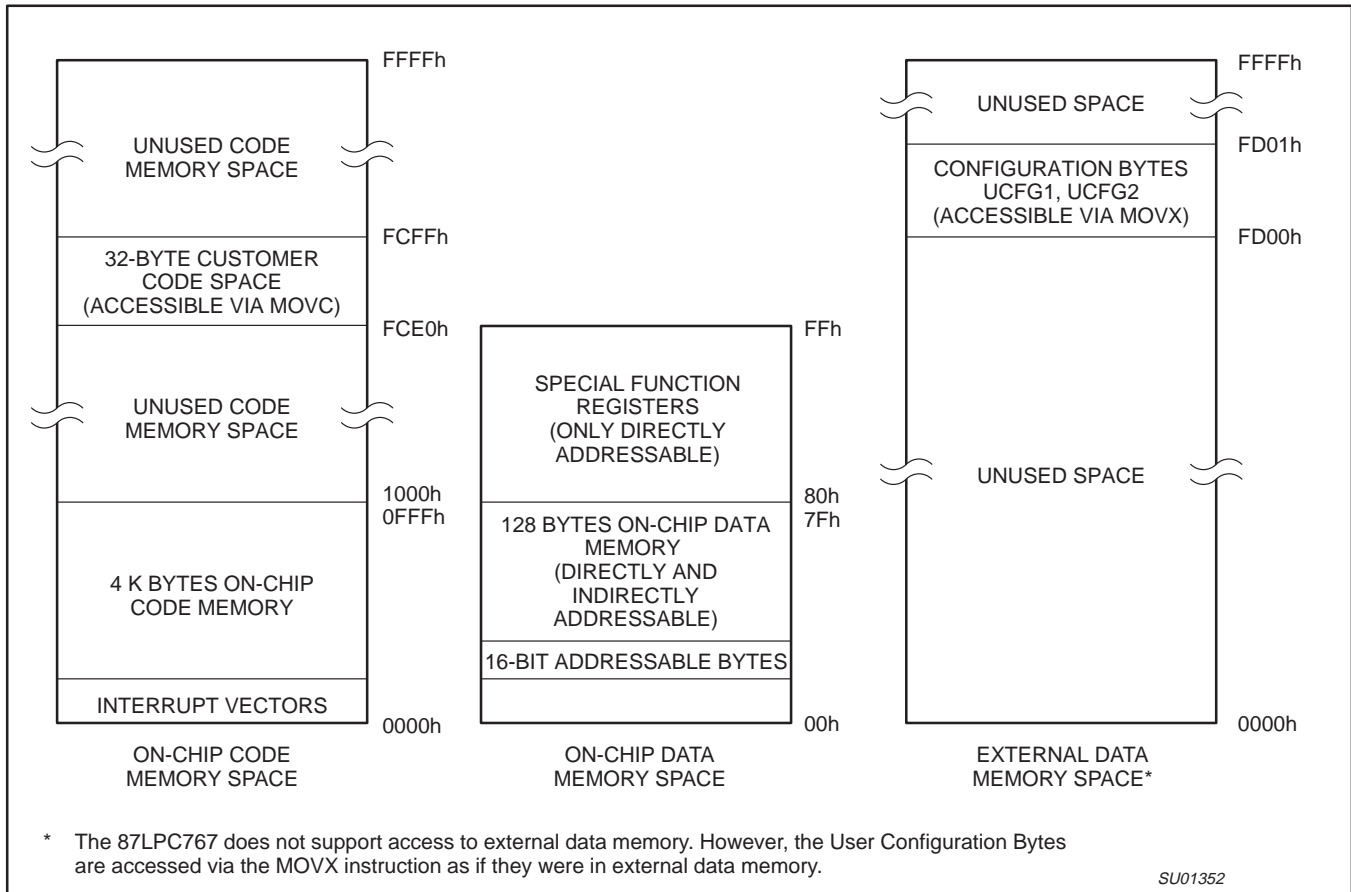 FFFFh
UNUSED CODE
MEMORY SPACE
FCFFh
32-BYTE CUSTOMER
CODE SPACE
(ACCESSIBLE VIA MOVC)
FCE0h
UNUSED CODE
MEMORY SPACE
1000h
0FFFh
4 K BYTES ON-CHIP
CODE MEMORY
INTERRUPT VECTORS
0000h
ON-CHIP CODE
MEMORY SPACE
FFh
SPECIAL FUNCTION
REGISTERS
(ONLY DIRECTLY
ADDRESSABLE)
80h
7Fh
128 BYTES ON-CHIP DATA
MEMORY
(DIRECTLY AND
INDIRECTLY
ADDRESSABLE)
16-BIT ADDRESSABLE BYTES
00h
ON-CHIP DATA
MEMORY SPACE
FFFFh
UNUSED SPACE
FD01h
CONFIGURATION BYTES
UCFG1, UCFG2
(ACCESSIBLE VIA MOVX)
FD00h
UNUSED SPACE
0000h
EXTERNAL DATA
MEMORY SPACE*
* The 87LPC767 does not support access to external data memory. However, the User Configuration Bytes
are accessed via the MOVX instruction as if they were in external data memory.
SU01352